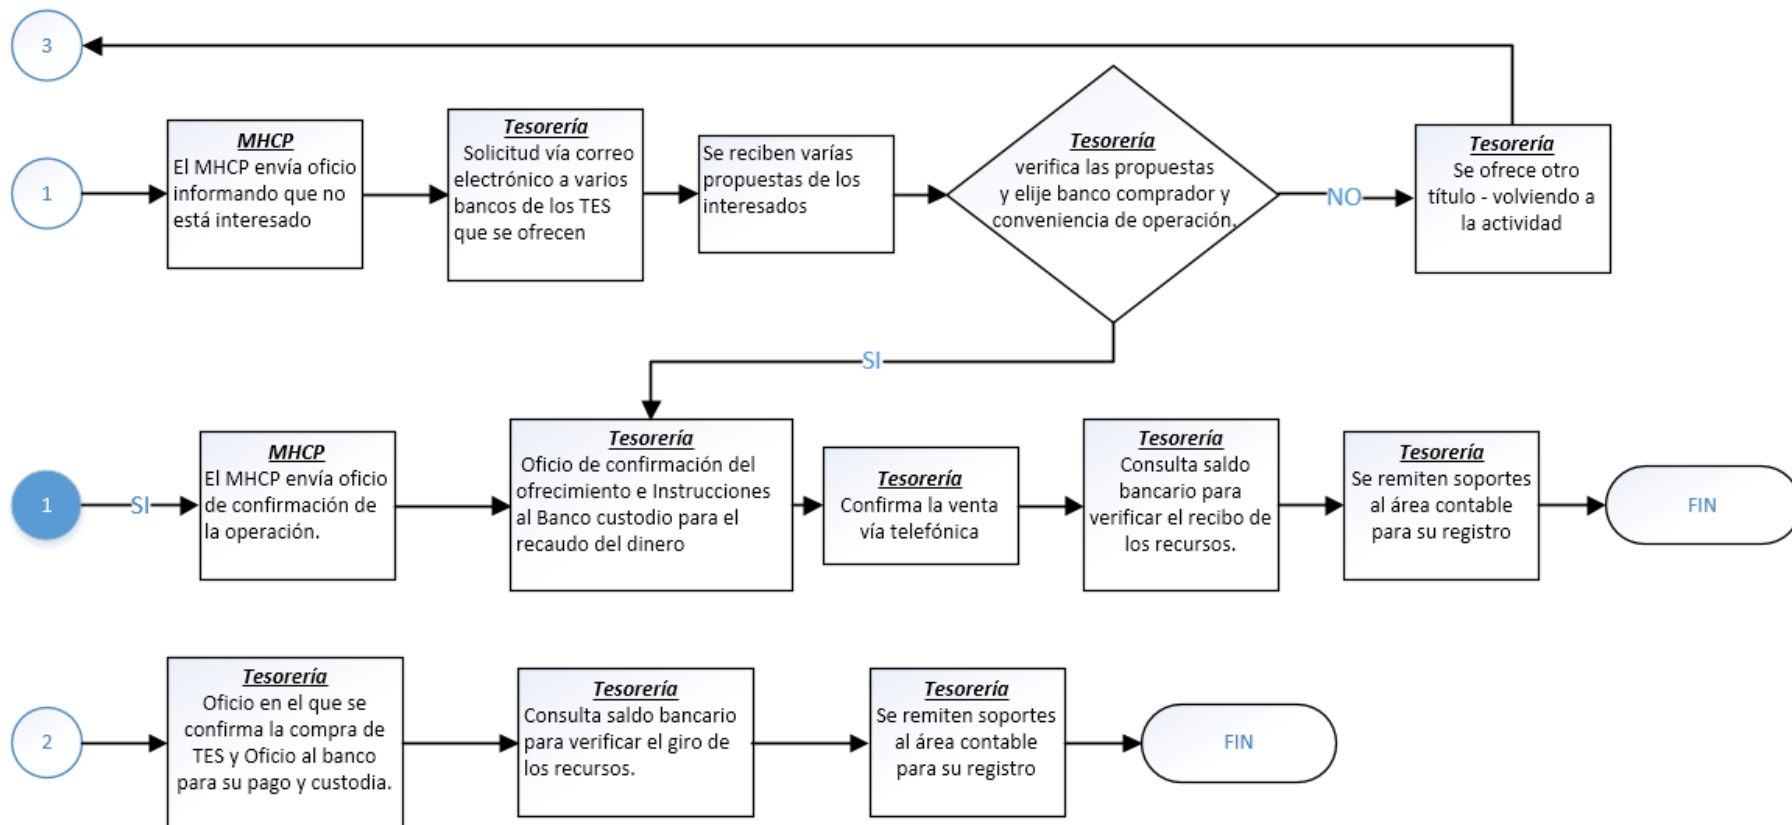 3
1
MHCP
El MHCP envía oficio
informando que no
está interesado
Tesorería
Solicitud vía correo
electrónico a varios
bancos de los TES
que se ofrecen
Se reciben varías
propuestas de los
interesados
Tesorería
verifica las propuestas
y elije banco comprador y
conveniencia de operación.
NO
Tesorería
Se ofrece otro
título - volviendo a
la actividad
SI
1
SI
MHCP
El MHCP envía oficio
de confirmación de
la operación.
Tesorería
Oficio de confirmación del
ofrecimiento e Instrucciones
al Banco custodio para el
recaudo del dinero
Tesorería
Confirma la venta
vía telefónica
Tesorería
Consulta saldo
bancario para
verificar el recibo de
los recursos.
Tesorería
Se remiten soportes
al área contable
para su registro
FIN
2
Tesorería
Oficio en el que se
confirma la compra de
TES y Oficio al banco
para su pago y custodia.
Tesorería
Consulta saldo bancario
para verificar el giro de
los recursos.
Tesorería
Se remiten soportes
al área contable
para su registro
FIN